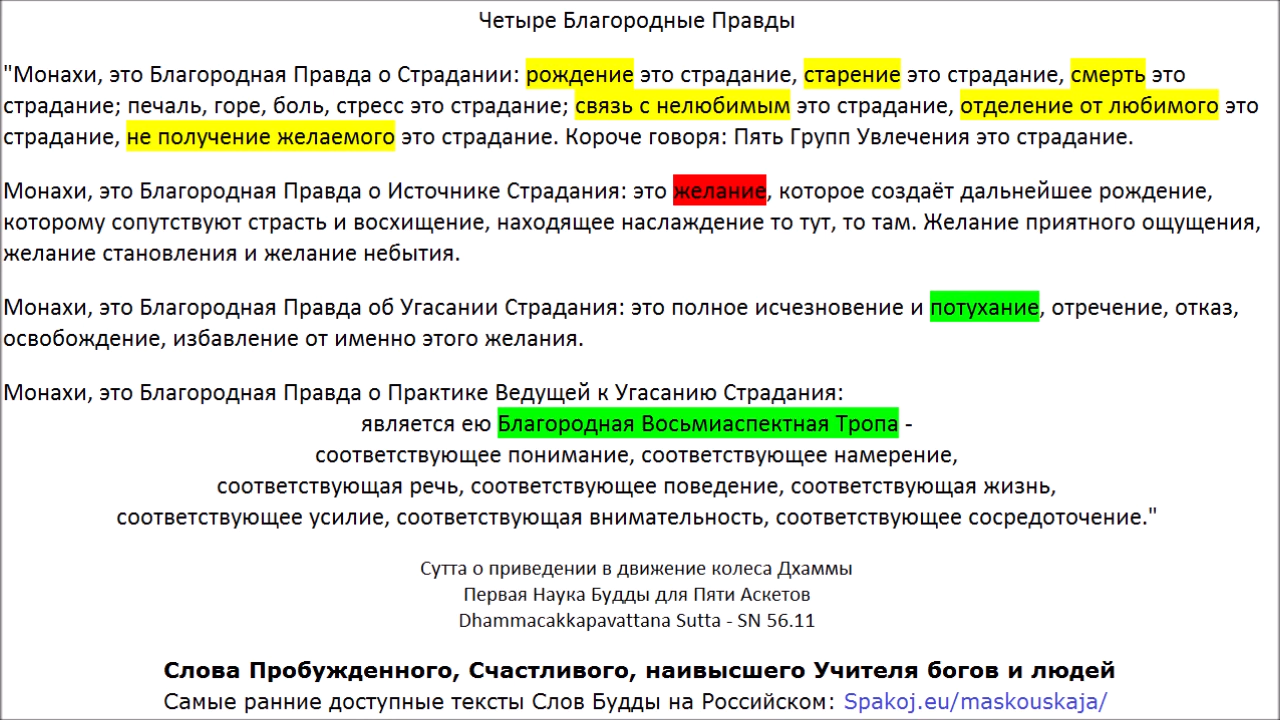 Четыре Благородные Правды
"Монахи, это Благородная Правда о Страдании: рождение это страдание, старение это страдание, смерть это
страдание; печаль, горе, боль, стресс это страдание; связь с нелюбимым это страдание, отделение от любимого это
страдание, не получение желаемого это страдание. Короче говоря: Пять Групп Увлечения это страдание.
Монахи, это Благородная Правда о Источнике Страдания: это желание, которое создаёт дальнейшее рождение,
которому сопутствуют страсть и восхищение, находящее наслаждение то тут, то там. Желание приятного ощущения,
желание становления и желание небытия.
Монахи, это Благородная Правда об Угасании Страдания: это полное исчезновение и потухание, отречение, отказ,
освобождение, избавление от именно этого желания.
Монахи, это Благородная Правда о Практике Ведущей к Угасанию Страдания:
является ею Благородная Восьмиаспектная Тропа -
соответствующее понимание, соответствующее намерение,
соответствующая речь, соответствующее поведение, соответствующая жизнь,
соответствующее усилие, соответствующая внимательность, соответствующее сосредоточение."
Сутта о приведении в движение колеса Дхаммы
Первая Наука Будды для Пяти Аскетов
Dhammacakkapavattana Sutta - SN 56.11
Слова Пробужденного, Счастливого, наивысшего Учителя богов и людей
Самые ранние доступные тексты Слов Будды на Российском: Spakoj.eu/maskouskaja/